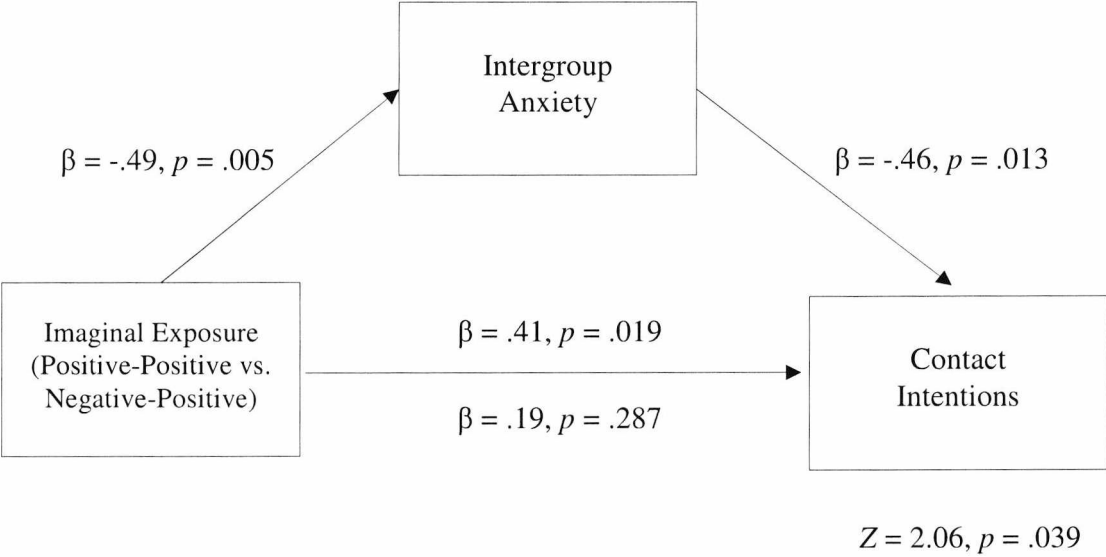 Intergroup
Anxiety
β = -.49, p = .005
β = -.46, p = .013
Imaginal Exposure
(Positive-Positive vs.
Negative-Positive)
β = .41, p = .019
β = .19, p = .287
Contact
Intentions
Z = 2.06, p = .039